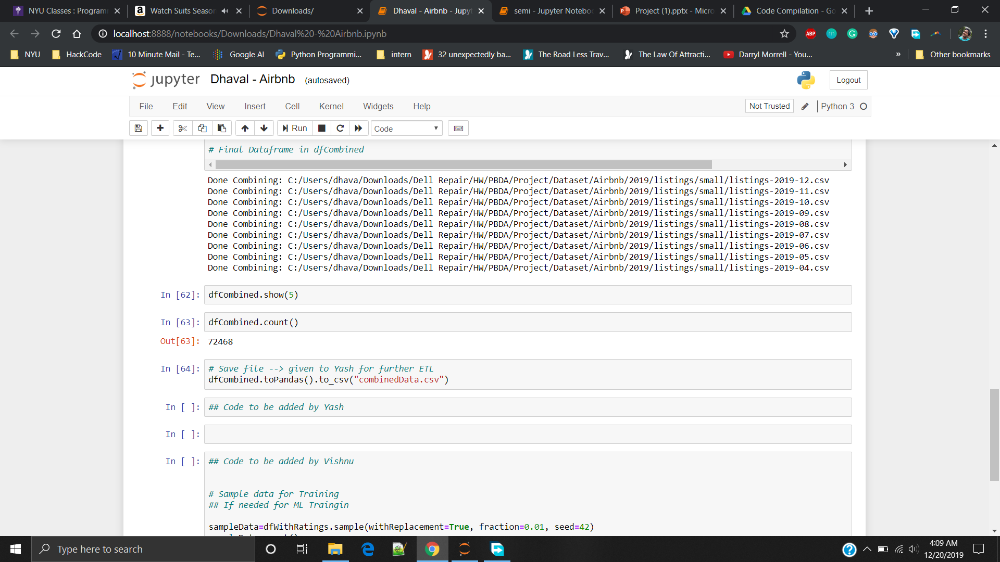 NYU Classes : Programm
Watch Suits Season
Downloads/
Dhaval - Airbnb - Jupyt
semi - Jupyter Noteboo
Project (1).pptx - Micro
Code Compilation - Go
localhost:8888/notebooks/Downloads/Dhaval%20-%20Airbnb.ipynb
ABP
NYU
HackCode
10 Minute Mail - Te...
Google AI
Python Programmi...
intern
32 unexpectedly ba...
The Road Less Trav...
The Law Of Attracti...
Darryl Morrell - You...
»
Other bookmarks
jupyter Dhaval - Airbnb (autosaved)
Logout
File Edit View Insert Cell Kernel Widgets Help
Not Trusted
Python 3
Run
Code
# Final Dataframe in dfCombined
Done Combining: C:/Users/dhava/Downloads/Dell Repair/HW/PBDA/Project/Dataset/Airbnb/2019/listings/small/listings-2019-12.csv
Done Combining: C:/Users/dhava/Downloads/Dell Repair/HW/PBDA/Project/Dataset/Airbnb/2019/listings/small/listings-2019-11.csv
Done Combining: C:/Users/dhava/Downloads/Dell Repair/HW/PBDA/Project/Dataset/Airbnb/2019/listings/small/listings-2019-10.csv
Done Combining: C:/Users/dhava/Downloads/Dell Repair/HW/PBDA/Project/Dataset/Airbnb/2019/listings/small/listings-2019-09.csv
Done Combining: C:/Users/dhava/Downloads/Dell Repair/HW/PBDA/Project/Dataset/Airbnb/2019/listings/small/listings-2019-08.csv
Done Combining: C:/Users/dhava/Downloads/Dell Repair/HW/PBDA/Project/Dataset/Airbnb/2019/listings/small/listings-2019-07.csv
Done Combining: C:/Users/dhava/Downloads/Dell Repair/HW/PBDA/Project/Dataset/Airbnb/2019/listings/small/listings-2019-06.csv
Done Combining: C:/Users/dhava/Downloads/Dell Repair/HW/PBDA/Project/Dataset/Airbnb/2019/listings/small/listings-2019-05.csv
Done Combining: C:/Users/dhava/Downloads/Dell Repair/HW/PBDA/Project/Dataset/Airbnb/2019/listings/small/listings-2019-04.csv
In [62]: dfCombined.show(5)
In [63]: dfCombined.count()
Out[63]: 72468
In [64]: # Save file --> given to Yash for further ETL
dfCombined.toPandas().to_csv("combinedData.csv")
In [ ]: ## Code to be added by Yash
In [ ]:
In [ ]: ## Code to be added by Vishnu
# Sample data for Training
## If needed for ML Traingin
sampleData=dfWithRatings.sample(withReplacement=True, fraction=0.01, seed=42)
Type here to search
4:09 AM
12/20/2019